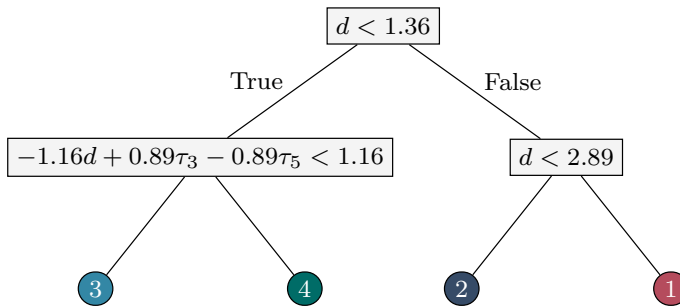 d < 1.36
True False
−1.16d + 0.89τ₃ − 0.89τ₅ < 1.16
d < 2.89
3 4 2 1